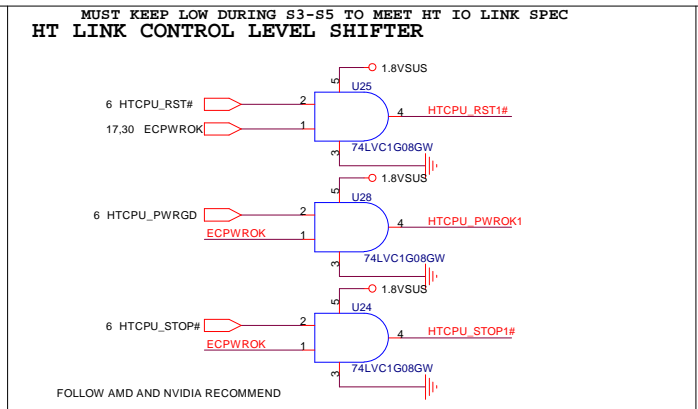 MUST KEEP LOW DURING S3-S5 TO MEET HT IO LINK SPEC
HT LINK CONTROL LEVEL SHIFTER
1.8VSUS
5
U25
6 HTCPU_RST#
2
4
HTCPU_RST1#
17,30 ECPWROK
1
3
74LVC1G08GW
1.8VSUS
5
U28
6 HTCPU_PWRGD
2
4
HTCPU_PWROK1
ECPWROK
1
3
74LVC1G08GW
1.8VSUS
5
U24
6 HTCPU_STOP#
2
4
HTCPU_STOP1#
ECPWROK
1
3
74LVC1G08GW
FOLLOW AMD AND NVIDIA RECOMMEND